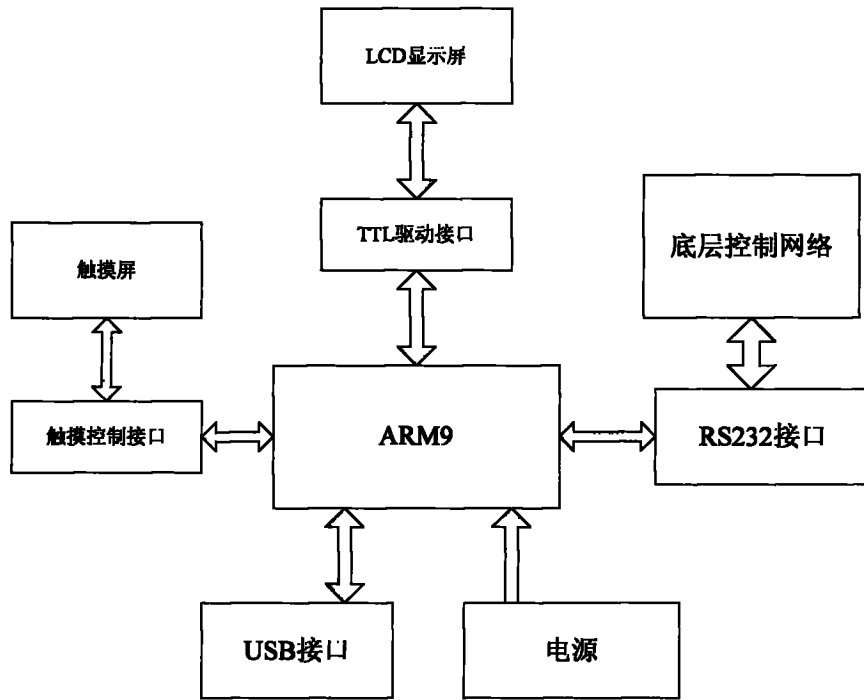 LCD显示屏
TTL驱动接口
底层控制网络
触摸屏
触摸控制接口
ARM9
RS232接口
USB接口
电源